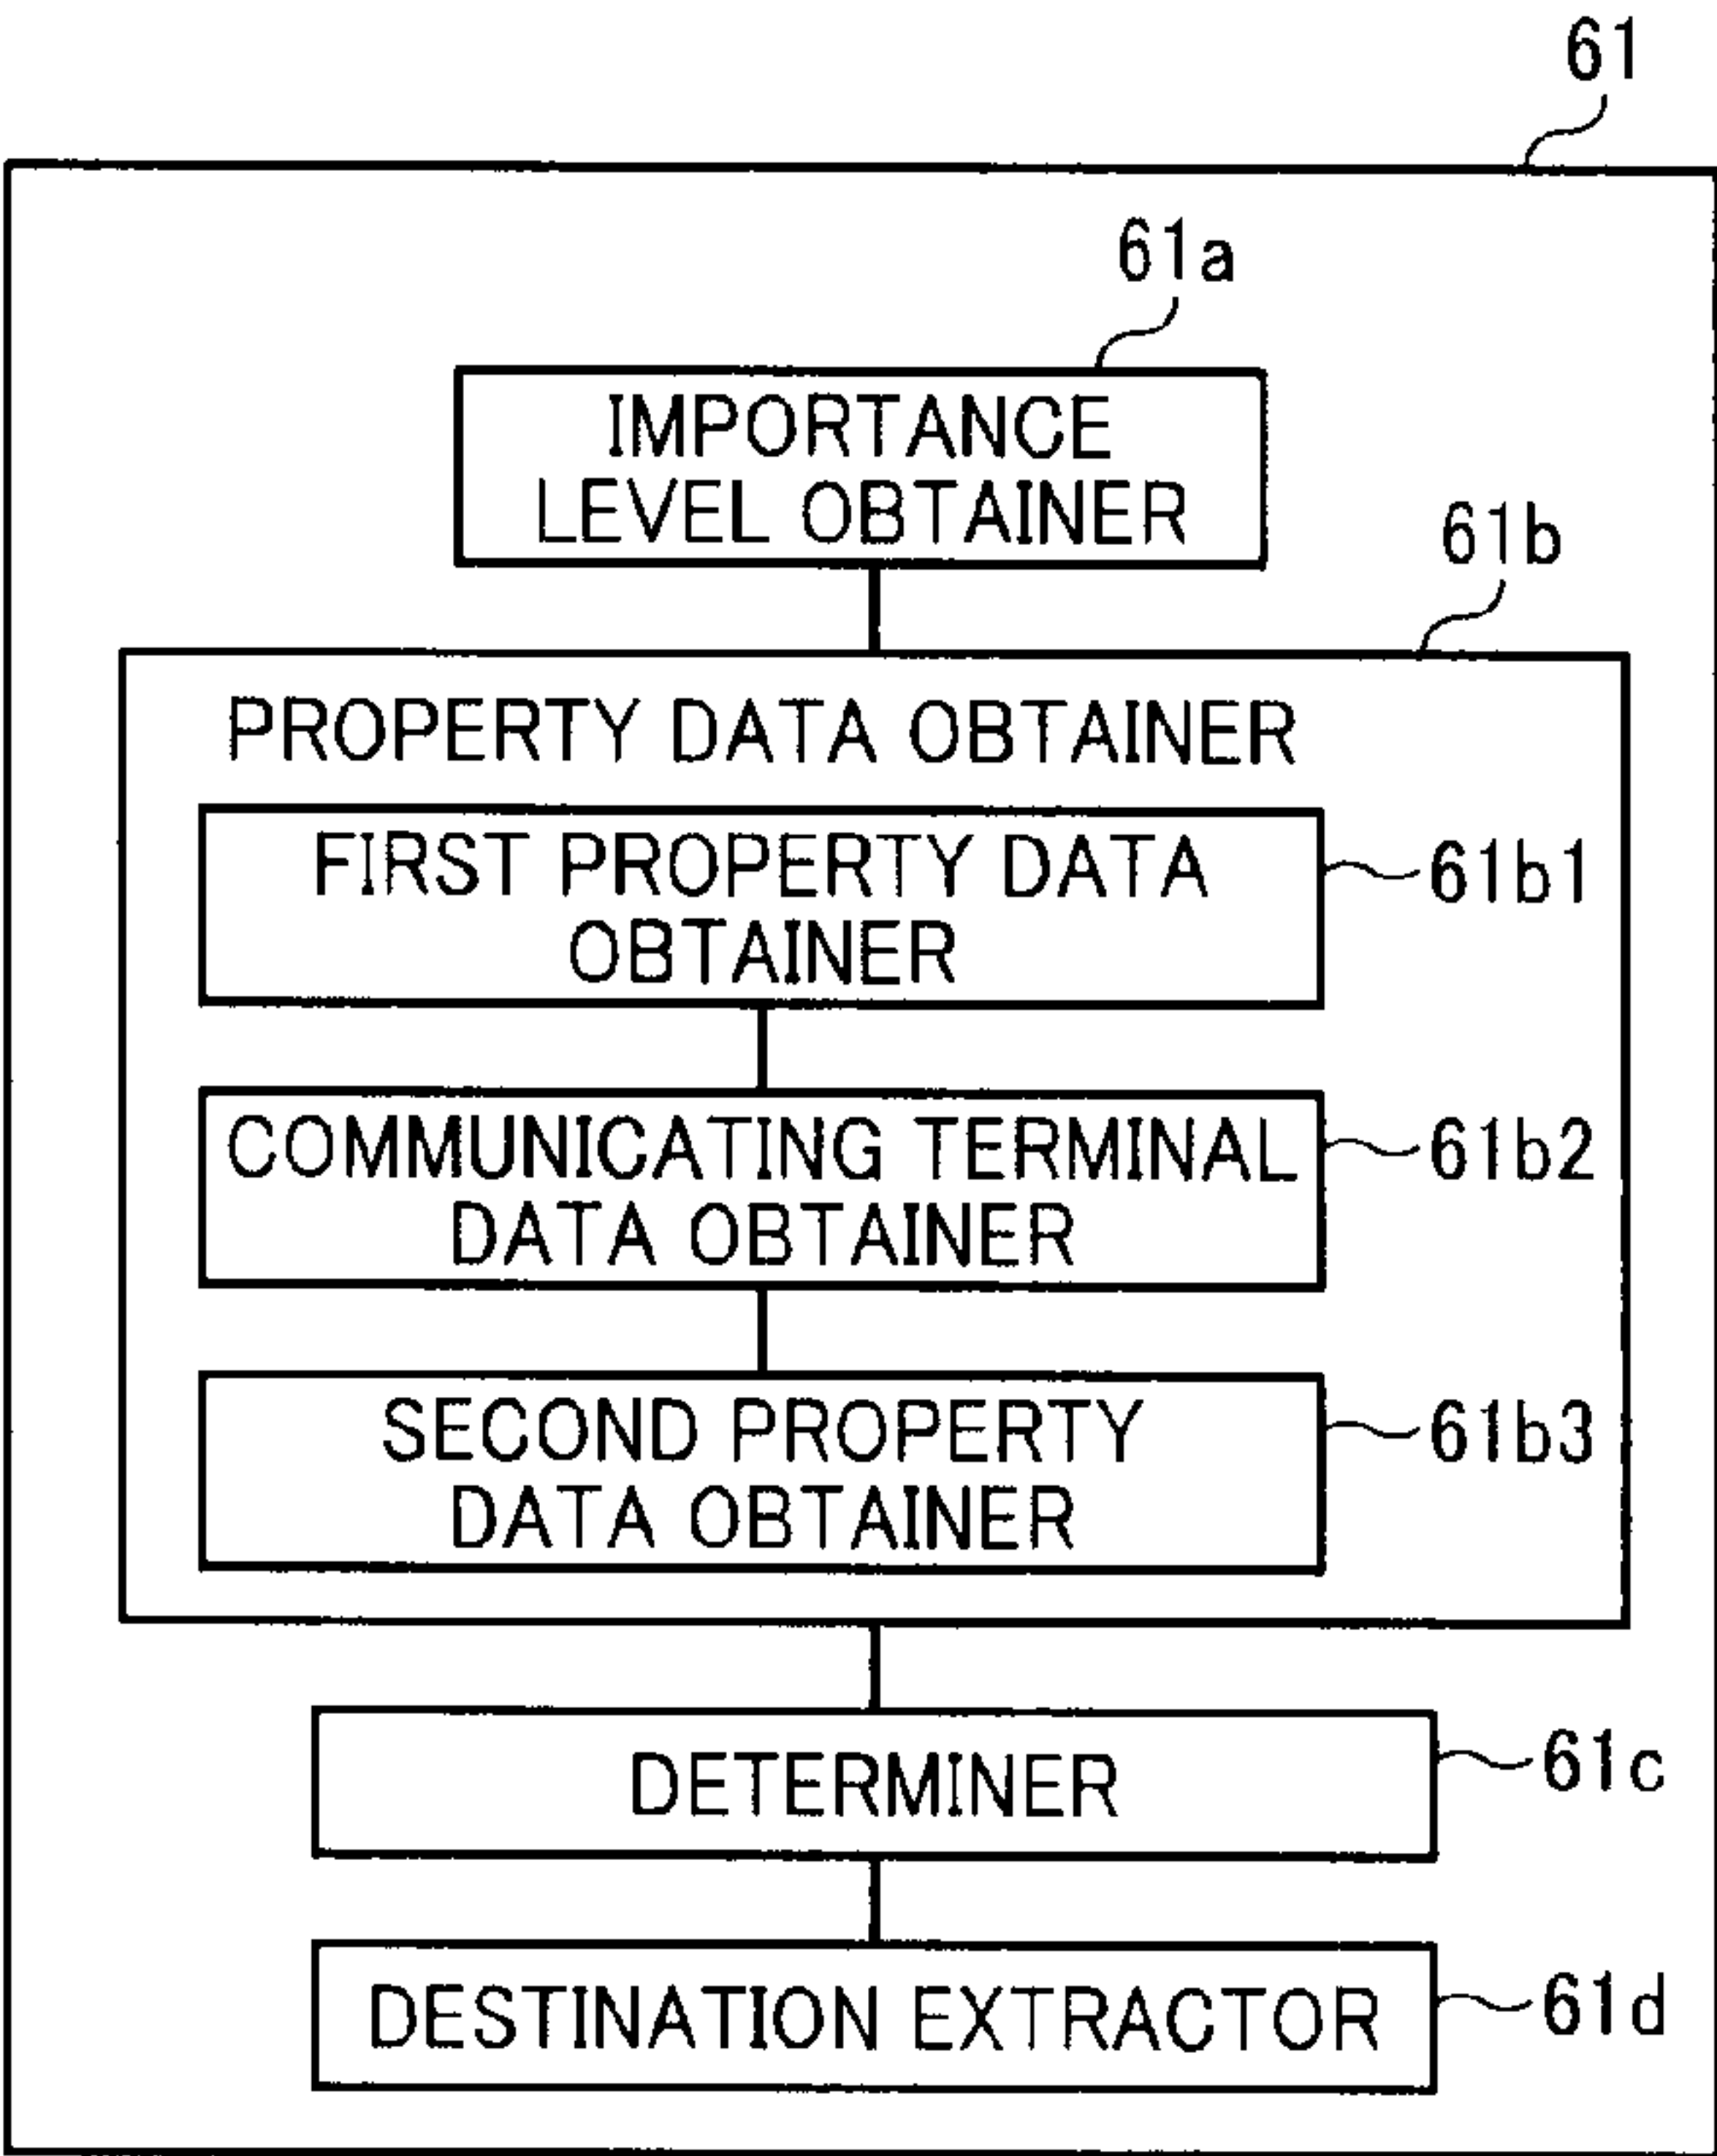 61
61a
IMPORTANCE
LEVEL OBTAINER
61b
PROPERTY DATA OBTAINER
FIRST PROPERTY DATA
OBTAINER
61b1
COMMUNICATING TERMINAL
DATA OBTAINER
61b2
SECOND PROPERTY
DATA OBTAINER
61b3
DETERMINER
61c
DESTINATION EXTRACTOR
61d